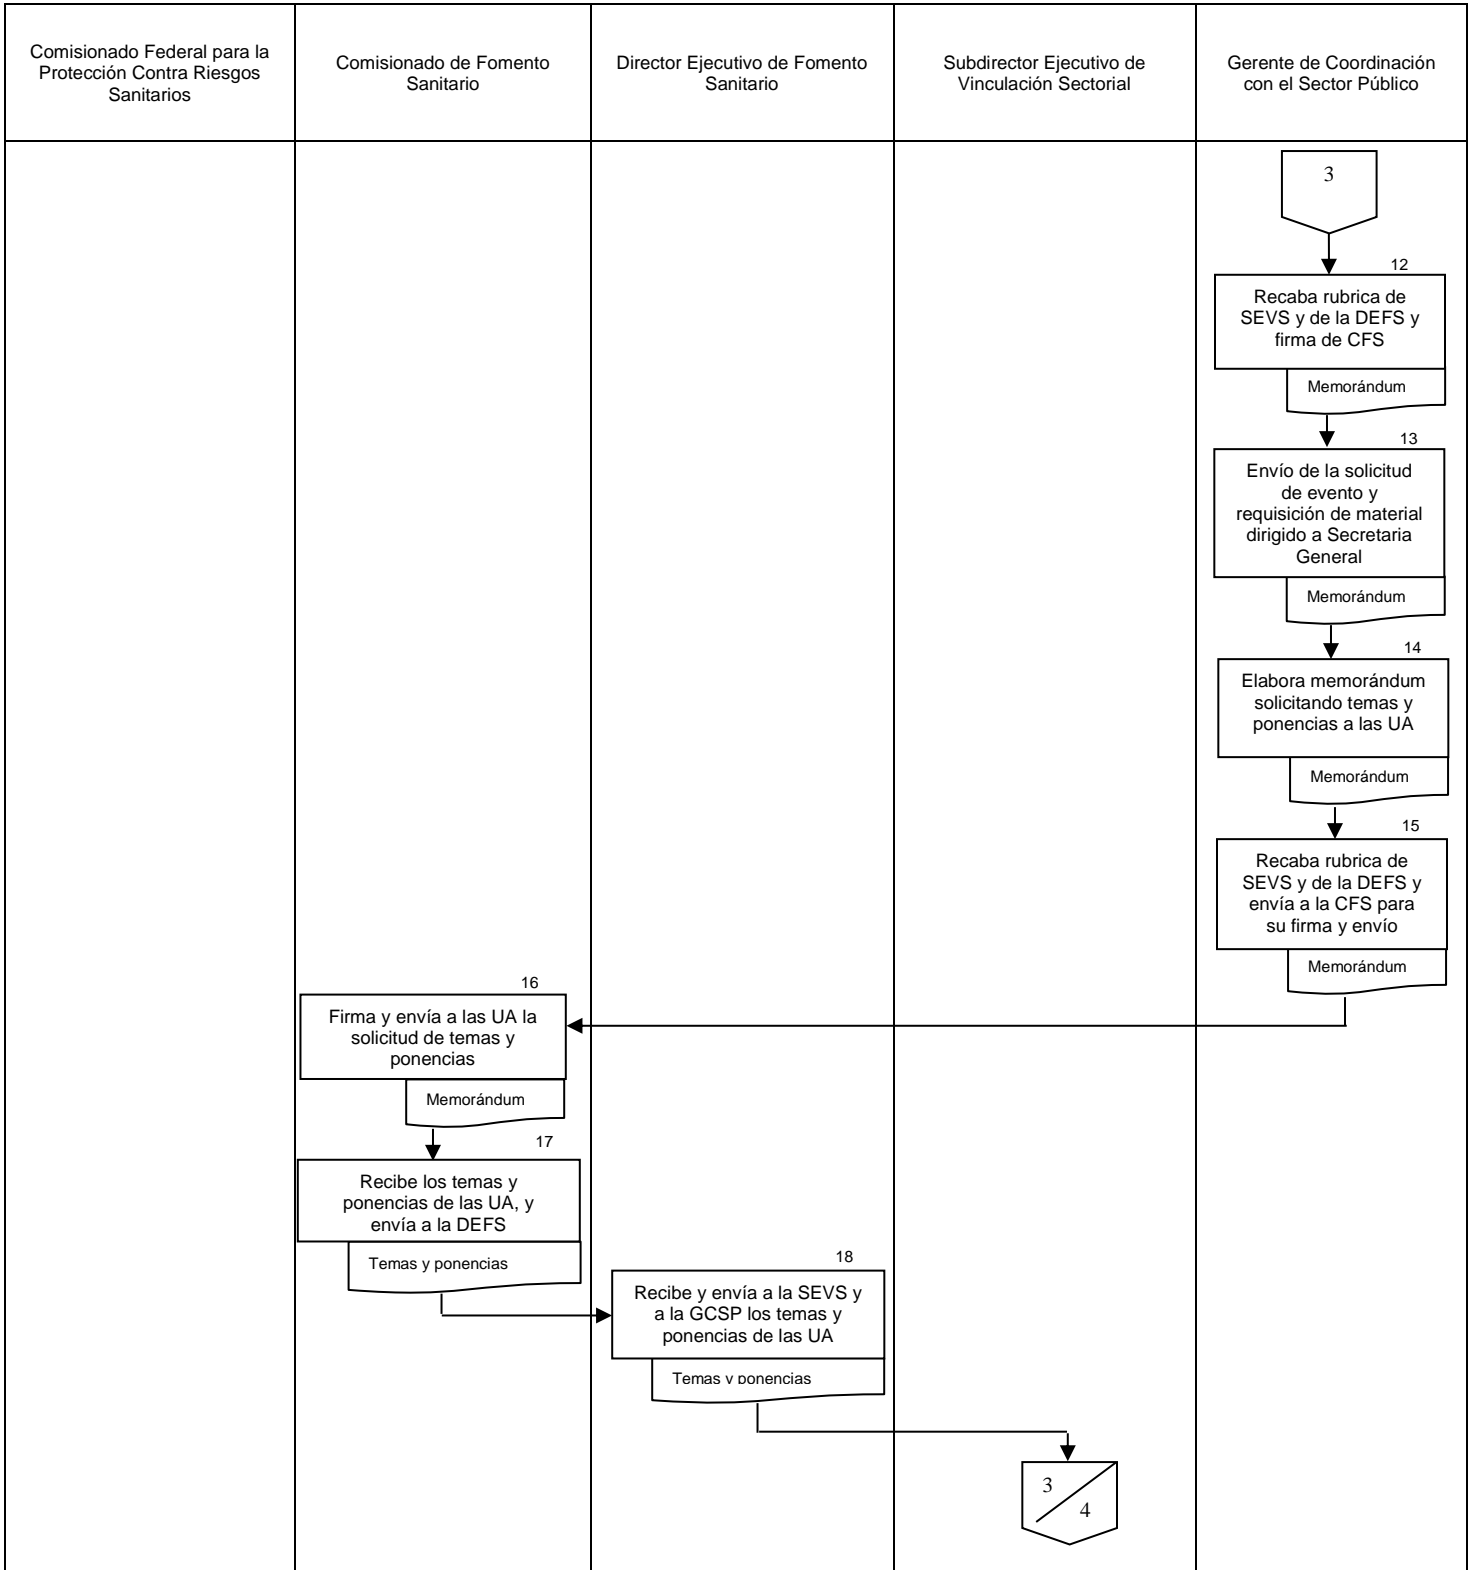 Comisionado Federal para la
Protección Contra Riesgos
Sanitarios
Comisionado de Fomento
Sanitario
Director Ejecutivo de Fomento
Sanitario
Subdirector Ejecutivo de
Vinculación Sectorial
Gerente de Coordinación
con el Sector Público
3
12
Recaba rubrica de
SEVS y de la DEFS y
firma de CFS
Memorándum
13
Envío de la solicitud
de evento y
requisición de material
dirigido a Secretaria
General
Memorándum
14
Elabora memorándum
solicitando temas y
ponencias a las UA
Memorándum
15
Recaba rubrica de
SEVS y de la DEFS y
envía a la CFS para
su firma y envío
Memorándum
16
Firma y envía a las UA la
solicitud de temas y
ponencias
Memorándum
17
Recibe los temas y
ponencias de las UA, y
envía a la DEFS
Temas y ponencias
18
Recibe y envía a la SEVS y
a la GCSP los temas y
ponencias de las UA
Temas y ponencias
3
4